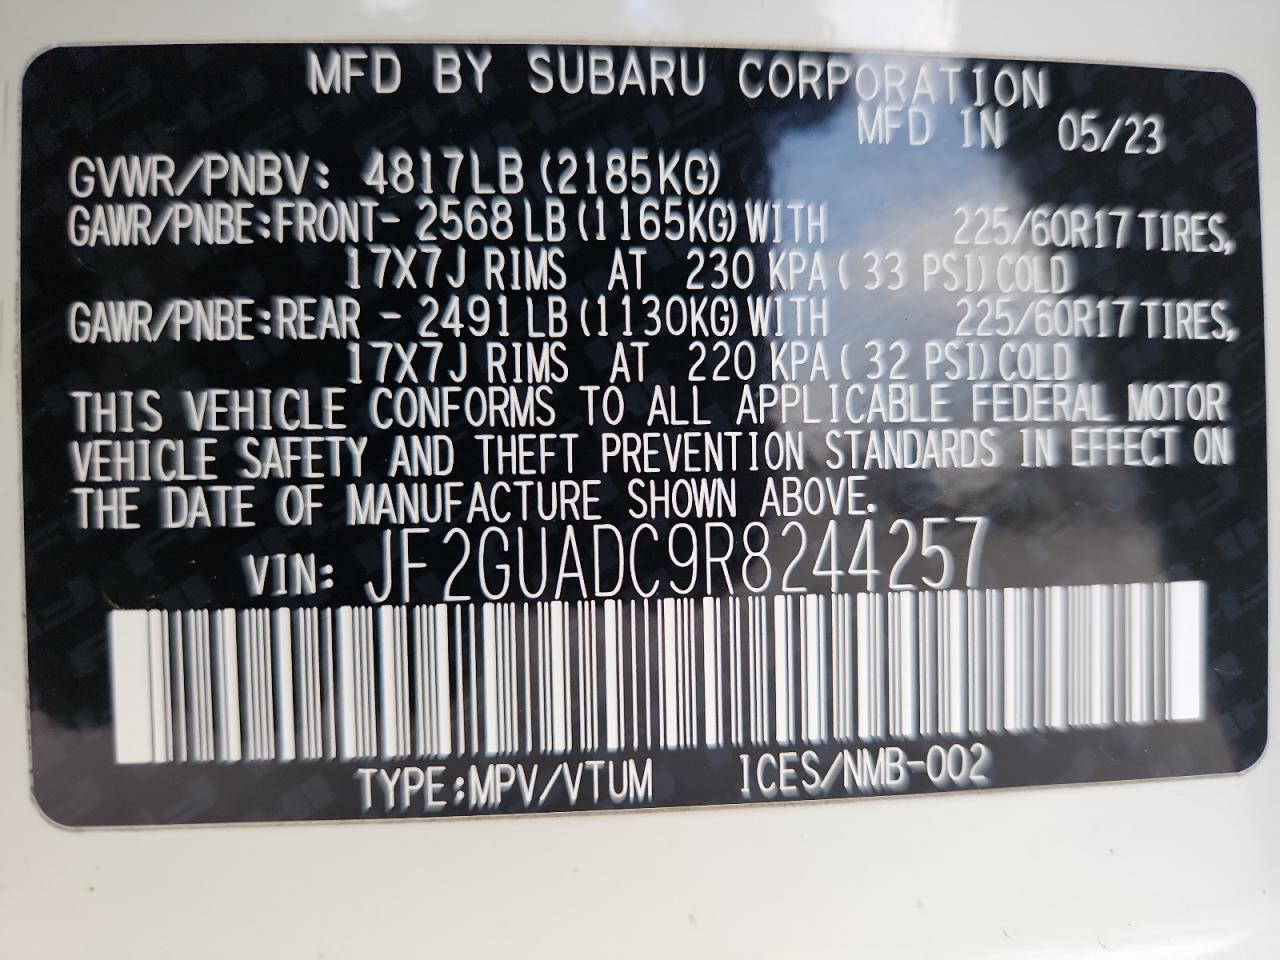 MFD BY SUBARU CORPORATION
MFD IN 05/23
GVWR/PNBV: 4817LB (2185KG)
GAWR/PNBE:FRONT- 2568 LB (1165KG) WITH 225/60R17 TIRES,
17X7J RIMS AT 230 KPA ( 33 PSI) COLD
GAWR/PNBE:REAR - 2491 LB (1130KG) WITH 225/60R17 TIRES,
17X7J RIMS AT 220 KPA ( 32 PSI) COLD
THIS VEHICLE CONFORMS TO ALL APPLICABLE FEDERAL MOTOR
VEHICLE SAFETY AND THEFT PREVENTION STANDARDS IN EFFECT ON
THE DATE OF MANUFACTURE SHOWN ABOVE.
VIN: JF2GUADC9R8244257
TYPE:MPV/VTUM ICES/NMB-002